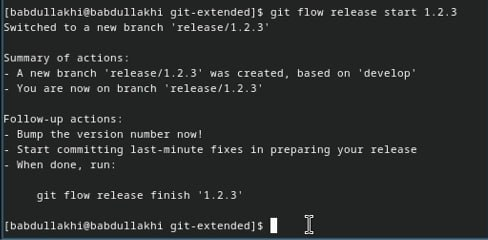 [babdullakhi@babdullakhi git-extended]$ git flow release start 1.2.3
Switched to a new branch 'release/1.2.3'
Summary of actions:
- A new branch 'release/1.2.3' was created, based on 'develop'
- You are now on branch 'release/1.2.3'
Follow-up actions:
- Bump the version number now!
- Start committing last-minute fixes in preparing your release
- When done, run:
git flow release finish '1.2.3'
[babdullakhi@babdullakhi git-extended]$